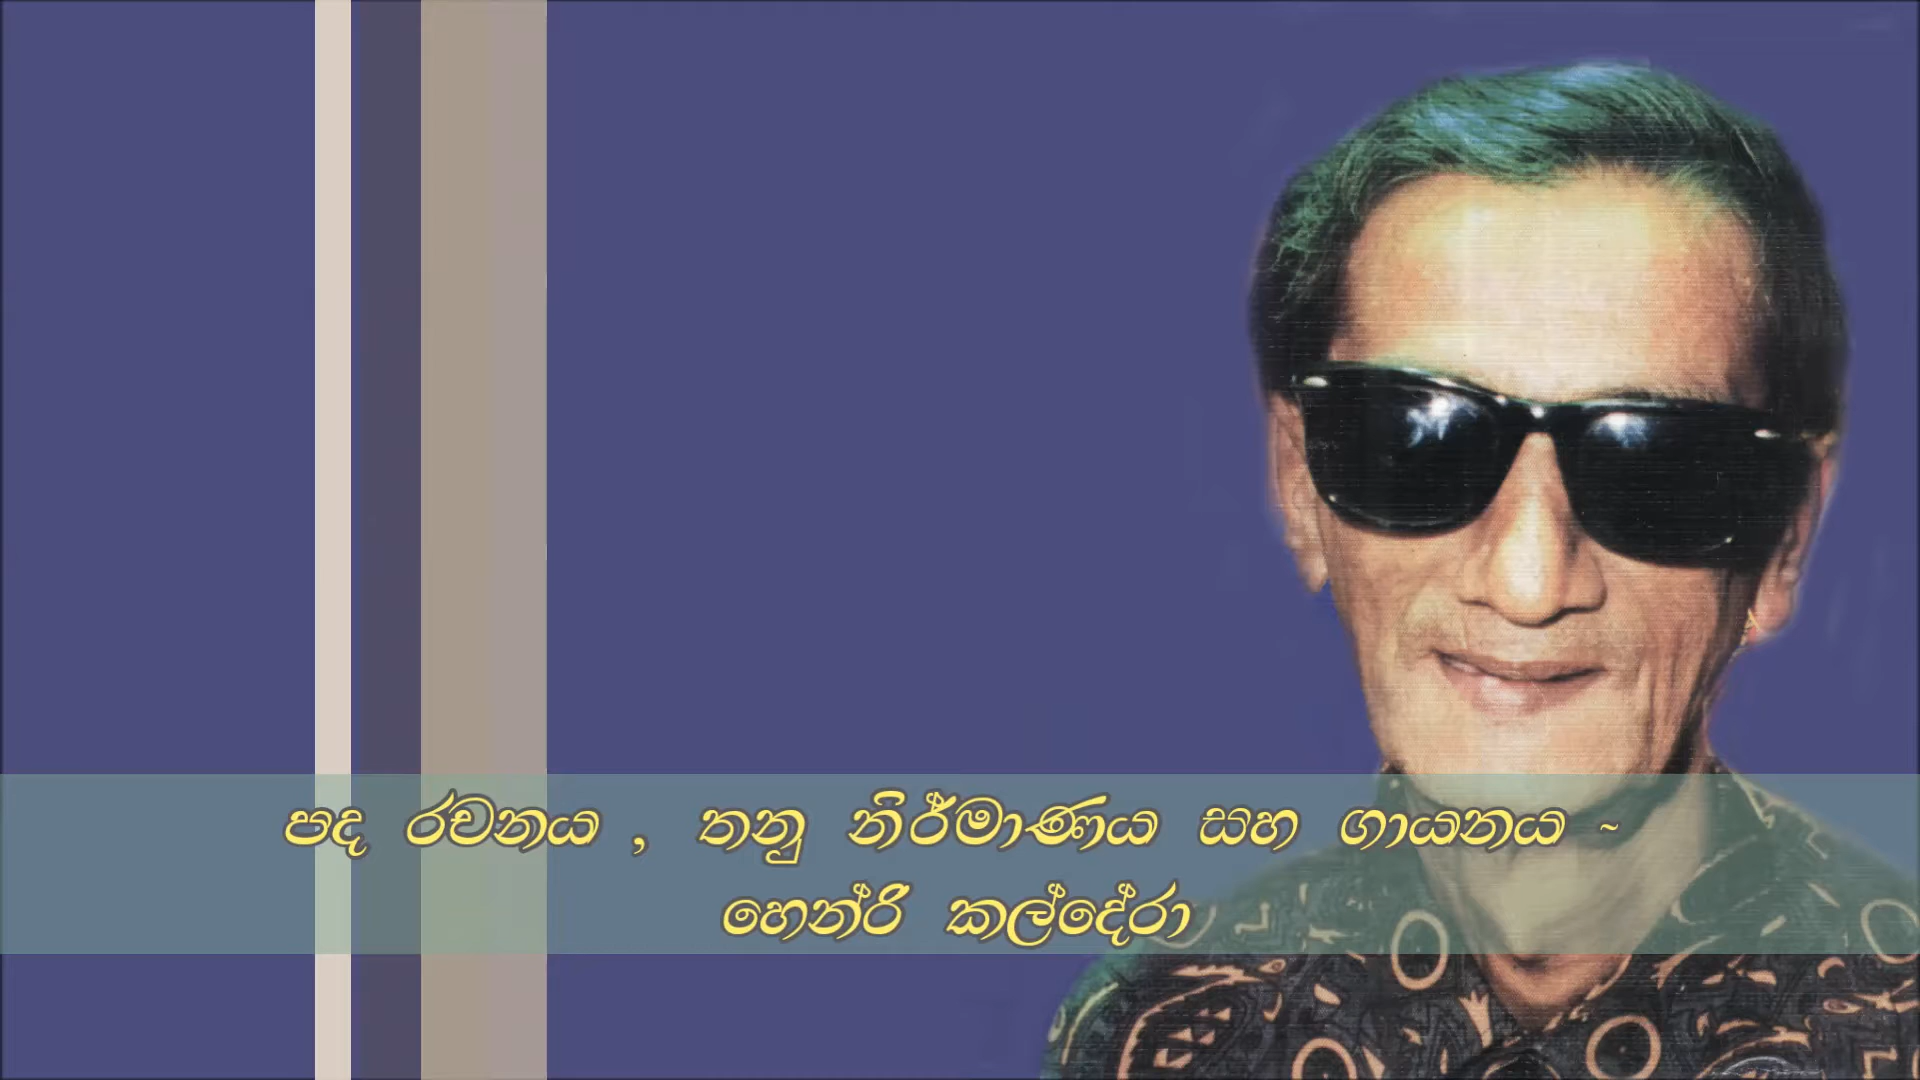 පද රචනය , තනු නිර්මාණය සහ ගායනය ~
හෙන්රි කල්දේරා